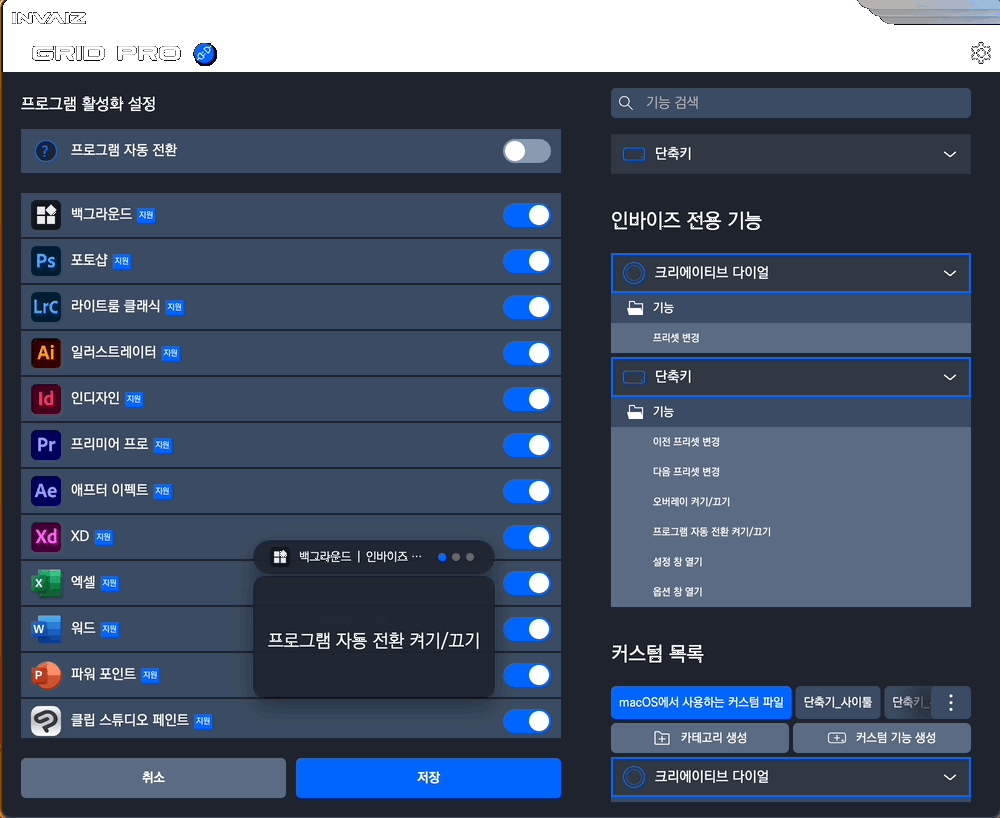 INVAIZ
GRID PRO
프로그램 활성화 설정
? 프로그램 자동 전환
백그라운드 지원
Ps 포토샵 지원
LrC 라이트룸 클래식 지원
Ai 일러스트레이터 지원
Id 인디자인 지원
Pr 프리미어 프로 지원
Ae 애프터 이펙트 지원
Xd XD 지원
X 엑셀 지원
W 워드 지원
P 파워 포인트 지원
클립 스튜디오 페인트 지원
백그라운드 | 인바이즈 ···
프로그램 자동 전환 켜기/끄기
취소
저장
기능 검색
단축키
인바이즈 전용 기능
크리에이티브 다이얼
기능
프리셋 변경
단축키
기능
이전 프리셋 변경
다음 프리셋 변경
오버레이 켜기/끄기
프로그램 자동 전환 켜기/끄기
설정 창 열기
옵션 창 열기
커스텀 목록
macOS에서 사용하는 커스텀 파일
단축기_사이툴
단축키_
카테고리 생성
커스텀 기능 생성
크리에이티브 다이얼